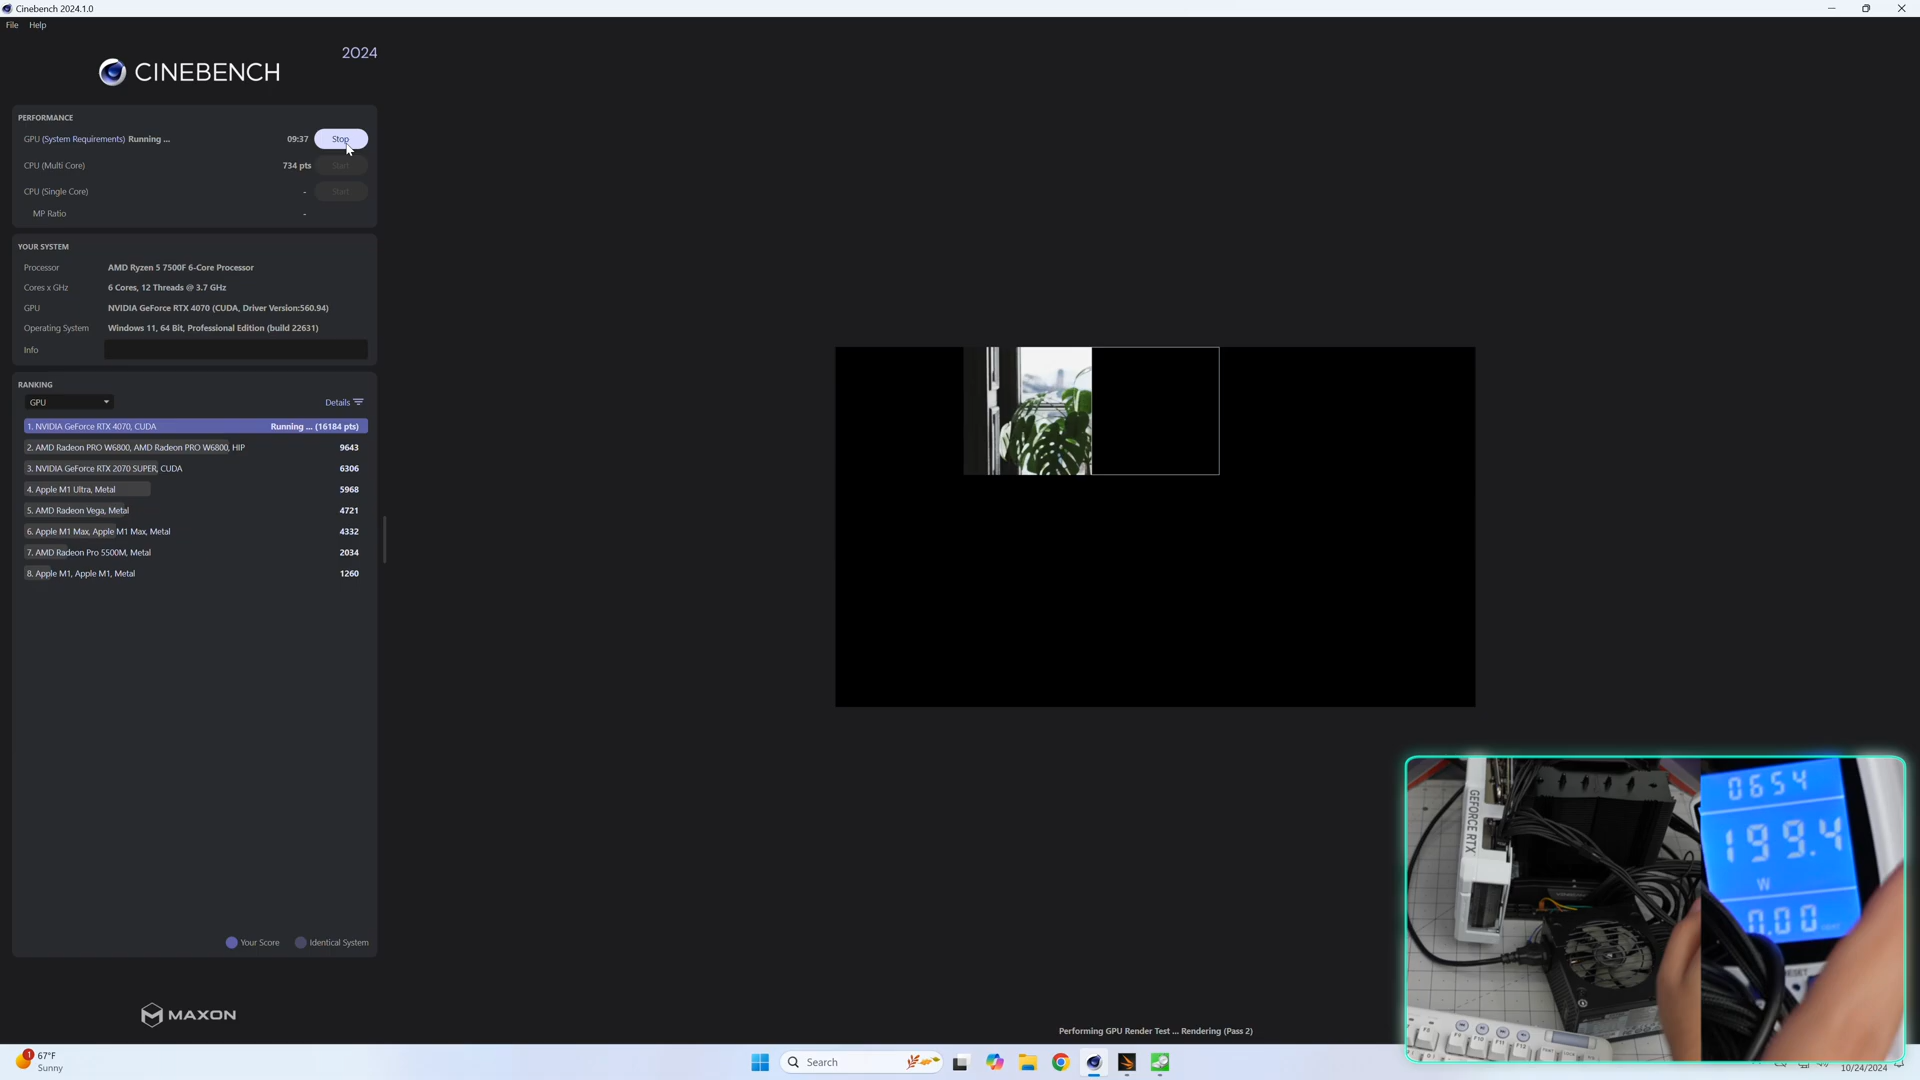 Cinebench 2024.1.0
File Help
2024
CINEBENCH
PERFORMANCE
GPU (System Requirements) Running ... 09:37 Stop
CPU (Multi Core) 734 pts Start
CPU (Single Core) - Start
MP Ratio -
YOUR SYSTEM
Processor AMD Ryzen 5 7500F 6-Core Processor
Cores x GHz 6 Cores, 12 Threads @ 3.7 GHz
GPU NVIDIA GeForce RTX 4070 (CUDA, Driver Version:560.94)
Operating System Windows 11, 64 Bit, Professional Edition (build 22631)
Info
RANKING
GPU Details
1. NVIDIA GeForce RTX 4070, CUDA Running ... (16184 pts)
2. AMD Radeon PRO W6800, AMD Radeon PRO W6800, HIP 9643
3. NVIDIA GeForce RTX 2070 SUPER, CUDA 6306
4. Apple M1 Ultra, Metal 5968
5. AMD Radeon Vega, Metal 4721
6. Apple M1 Max, Apple M1 Max, Metal 4332
7. AMD Radeon Pro 5500M, Metal 2034
8. Apple M1, Apple M1, Metal 1260
Your Score Identical System
MAXON
Performing GPU Render Test ... Rendering (Pass 2)
GEFORCE RTX
0654
199.4
W
0.00
F10 F11 F12
1
67°F
Sunny
Search
10/24/2024